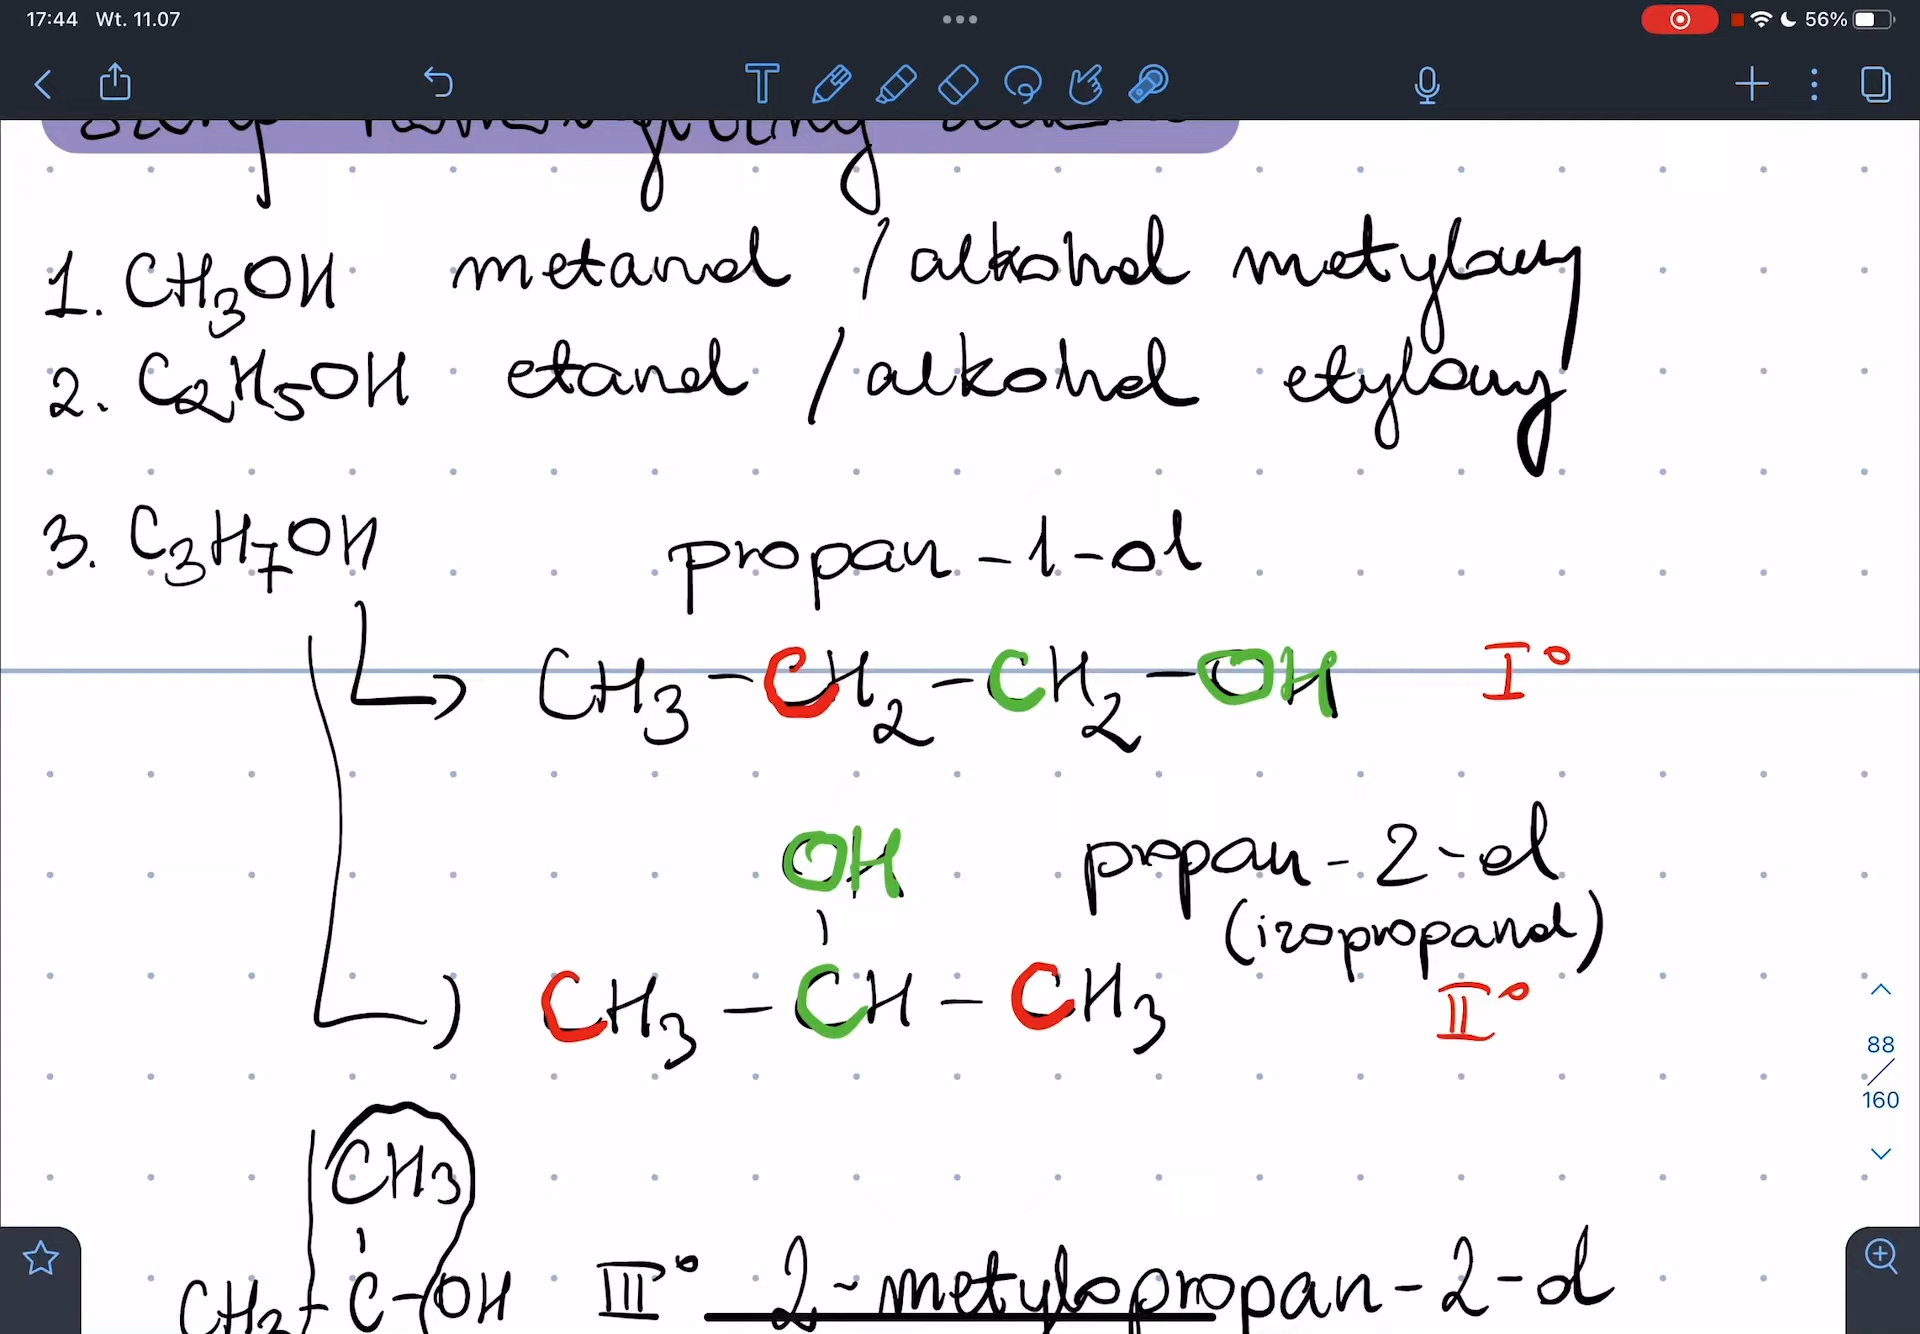 17:44 Wt. 11.07
56%
1. CH3OH metanol / alkohol metylowy
2. C2H5OH etanol / alkohol etylowy
3. C3H7OH propan-1-ol
CH3-CH2-CH2-OH I°
OH propan-2-ol
(izopropanol)
CH3-CH-CH3 II°
88
160
CH3
CH3-C-OH III° 2-metylopropan-2-ol